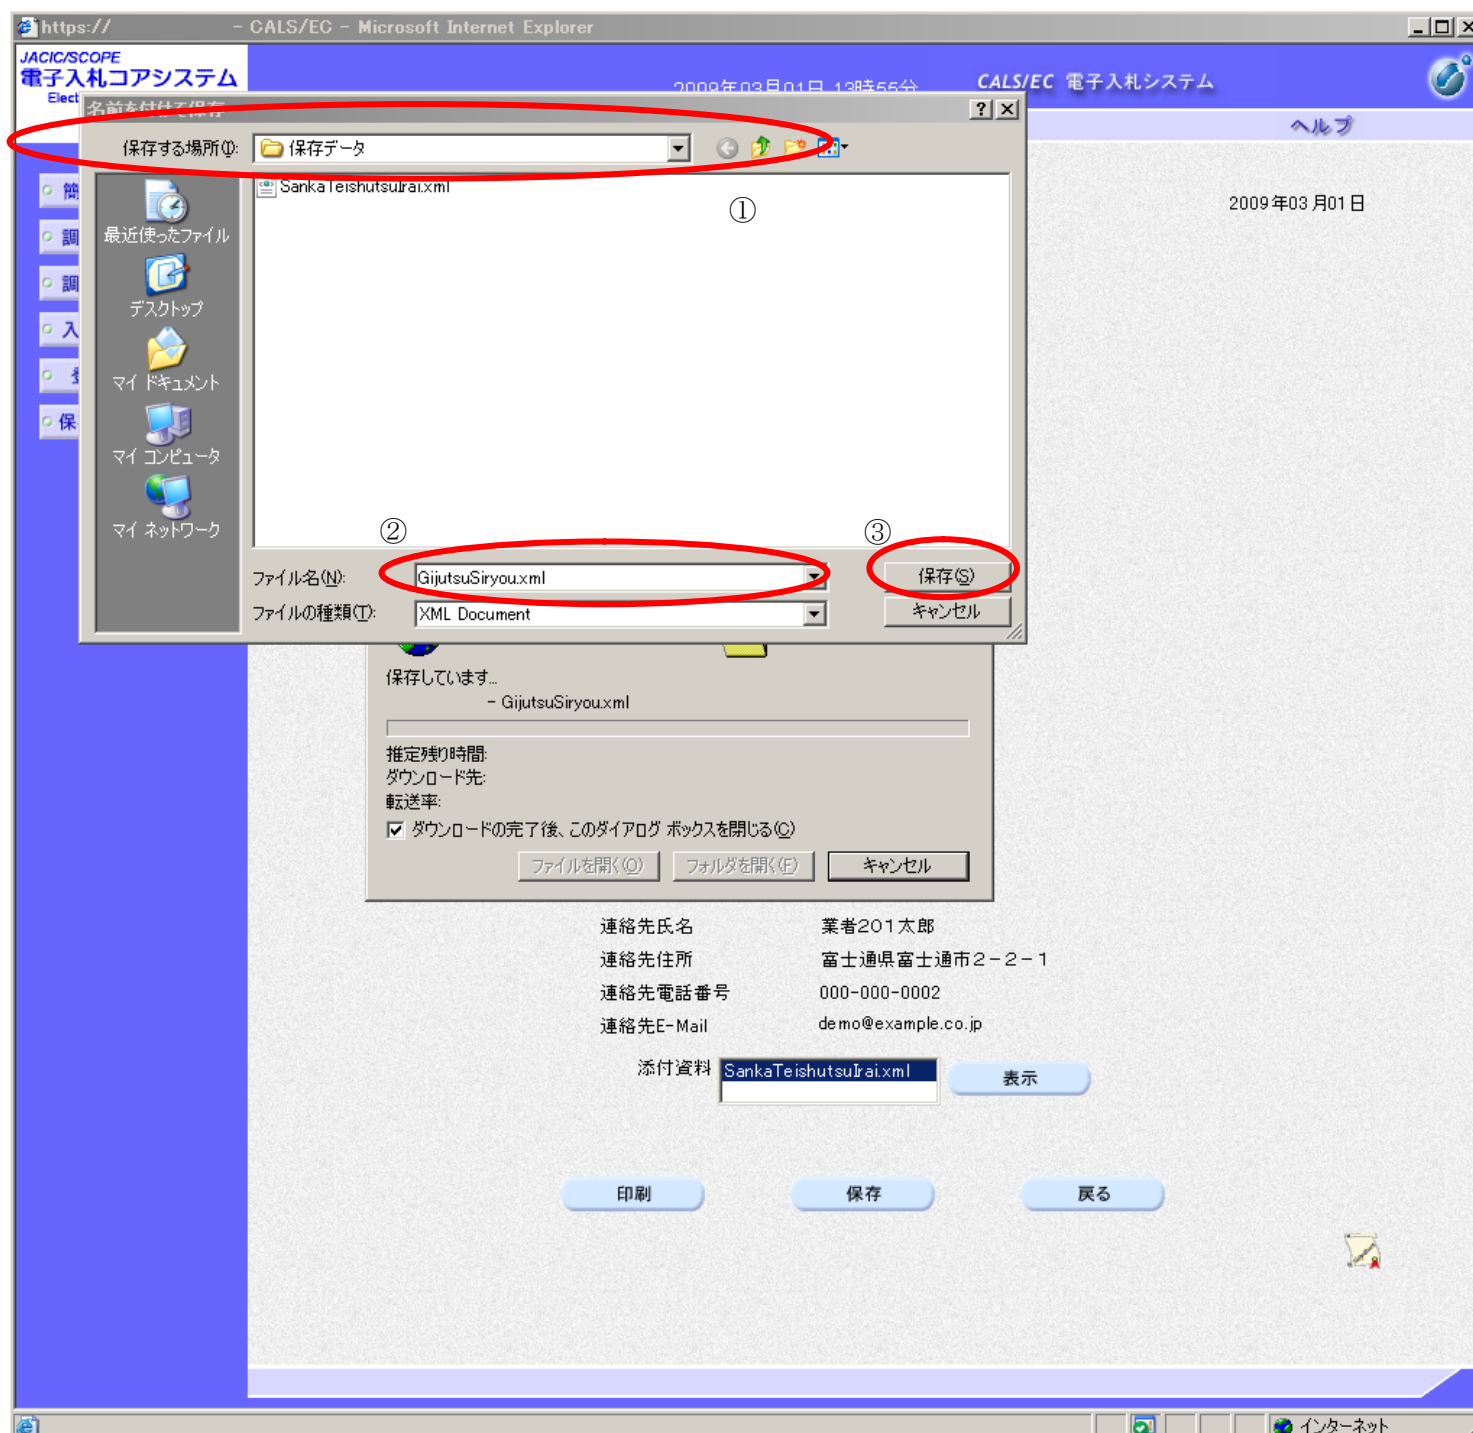 https:// - CALS/EC - Microsoft Internet Explorer
JACIC/SCOPE
電子入札コアシステム
Elect
2009年03月01日 13時55分
CALS/EC 電子入札システム
ヘルプ
名前を付けて保存
保存する場所(I):
保存データ
SankaTeishutsuIrai.xml
①
2009年03月01日
簡
調
調
入
保
最近使ったファイル
デスクトップ
マイ ドキュメント
マイ コンピュータ
マイ ネットワーク
②
③
ファイル名(N):
GijutsuSiryou.xml
保存(S)
ファイルの種類(T):
XML Document
キャンセル
保存しています...
- GijutsuSiryou.xml
推定残り時間:
ダウンロード先:
転送率:
ダウンロードの完了後、このダイアログ ボックスを閉じる(C)
ファイルを開く(O)
フォルダを開く(F)
キャンセル
連絡先氏名 業者201太郎
連絡先住所 富士通県富士通市2-2-1
連絡先電話番号 000-000-0002
連絡先E-Mail demo@example.co.jp
添付資料
SankaTeishutsuIrai.xml
表示
印刷
保存
戻る
インターネット